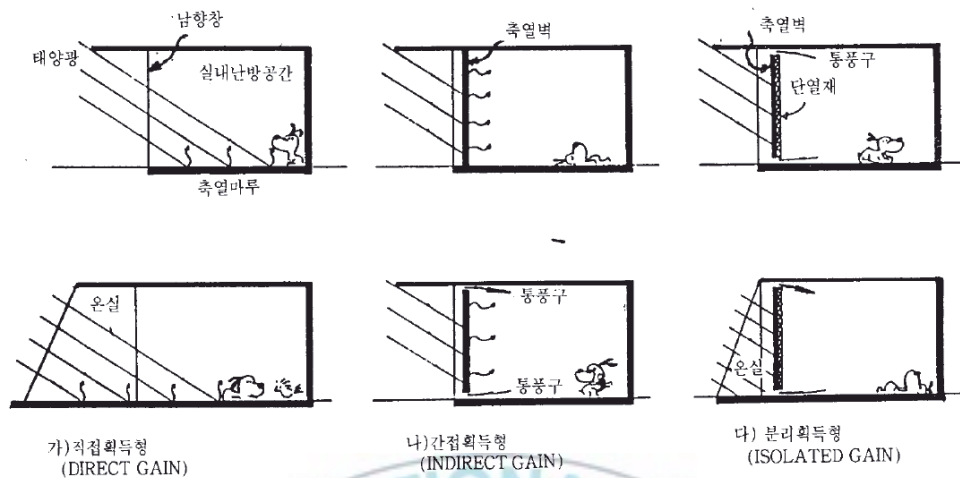 남향창
태양광
실내난방공간
축열마루
축열벽
축열벽
통풍구
단열재
온실
통풍구
통풍구
온실
가)직접획득형
(DIRECT GAIN)
나)간접획득형
(INDIRECT GAIN)
다) 분리획득형
(ISOLATED GAIN)